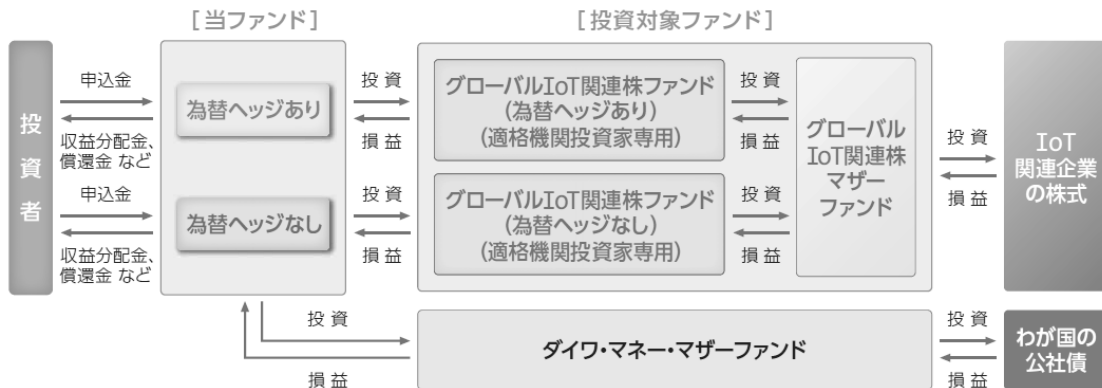 [当ファンド]
[投資対象ファンド]
投資者
申込金
収益分配金、
償還金 など
申込金
収益分配金、
償還金 など
為替ヘッジあり
為替ヘッジなし
投 資
損 益
投 資
損 益
グローバルIoT関連株ファンド
(為替ヘッジあり)
(適格機関投資家専用)
グローバルIoT関連株ファンド
(為替ヘッジなし)
(適格機関投資家専用)
投 資
損 益
投 資
損 益
グローバル
IoT関連株
マザー
ファンド
投 資
損 益
IoT
関連企業
の株式
投 資
損 益
ダイワ・マネー・マザーファンド
投 資
損 益
わが国の
公社債